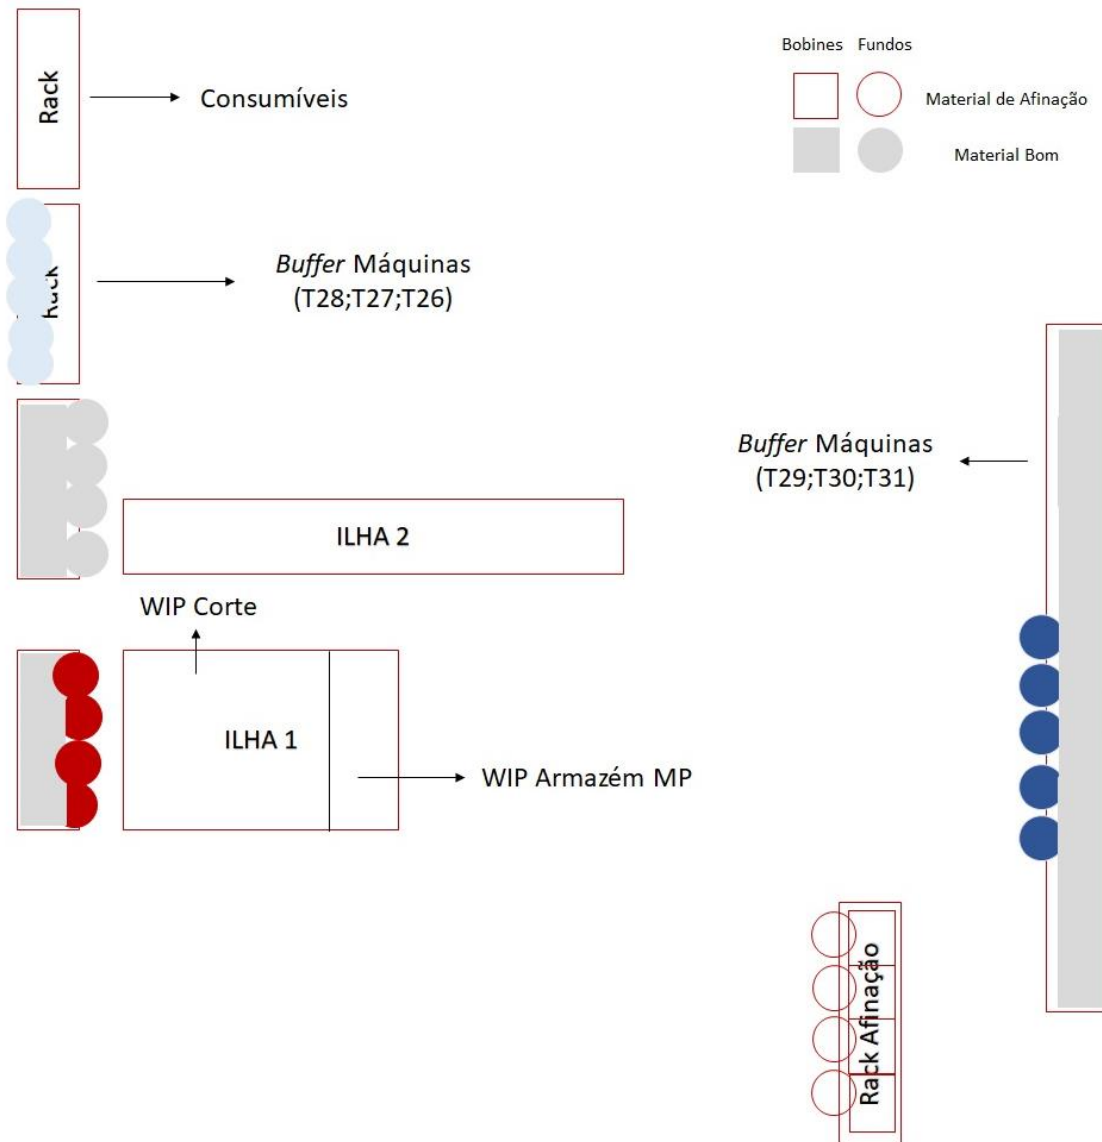 Bobines Fundos
Rack
Consumíveis
Material de Afinação
Material Bom
Rack
Buffer Máquinas
(T28;T27;T26)
Buffer Máquinas
(T29;T30;T31)
ILHA 2
WIP Corte
ILHA 1
WIP Armazém MP
Rack Afinação